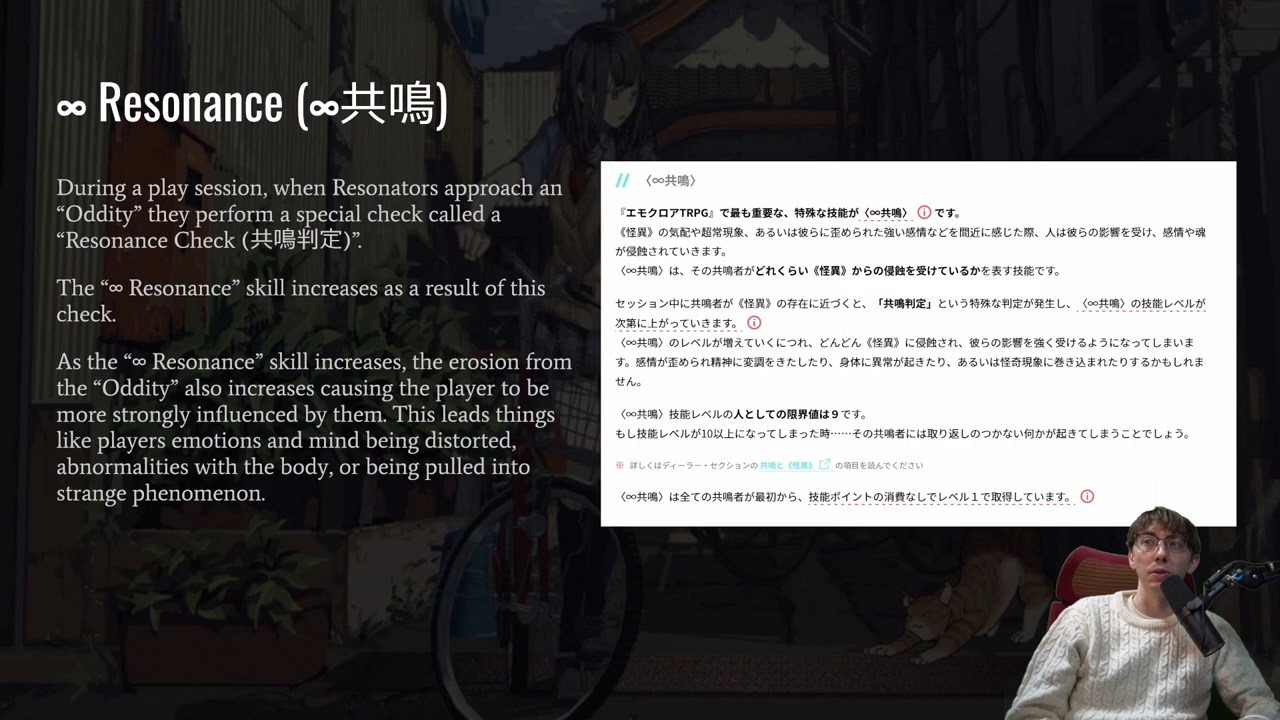 ∞ Resonance (∞共鳴)
During a play session, when Resonators approach an
“Oddity” they perform a special check called a
“Resonance Check (共鳴判定)”.
The “∞ Resonance” skill increases as a result of this
check.
As the “∞ Resonance” skill increases, the erosion from
the “Oddity” also increases causing the player to be
more strongly influenced by them. This leads things
like players emotions and mind being distorted,
abnormalities with the body, or being pulled into
strange phenomenon.
// 〈∞共鳴〉
『エモクロアTRPG』で最も重要な、特殊な技能が〈∞共鳴〉 です。
《怪異》の気配や超常現象、あるいは彼らに歪められた強い感情などを間近に感じた際、人は彼らの影響を受け、感情や魂
が侵蝕されていきます。
〈∞共鳴〉は、その共鳴者がどれくらい《怪異》からの侵蝕を受けているかを表す技能です。
セッション中に共鳴者が《怪異》の存在に近づくと、「共鳴判定」という特殊な判定が発生し、〈∞共鳴〉の技能レベルが
次第に上がっていきます。
〈∞共鳴〉のレベルが増えていくにつれ、どんどん《怪異》に侵蝕され、彼らの影響を強く受けるようになってしまいま
す。感情が歪められ精神に変調をきたしたり、身体に異常が起きたり、あるいは怪奇現象に巻き込まれたりするかもしれま
せん。
〈∞共鳴〉技能レベルの人としての限界値は９です。
もし技能レベルが10以上になってしまった時……その共鳴者には取り返しのつかない何かが起きてしまうことでしょう。
※ 詳しくはディーラー・セクションの 共鳴と《怪異》 の項目を読んでください
〈∞共鳴〉は全ての共鳴者が最初から、技能ポイントの消費なしでレベル１で取得しています。